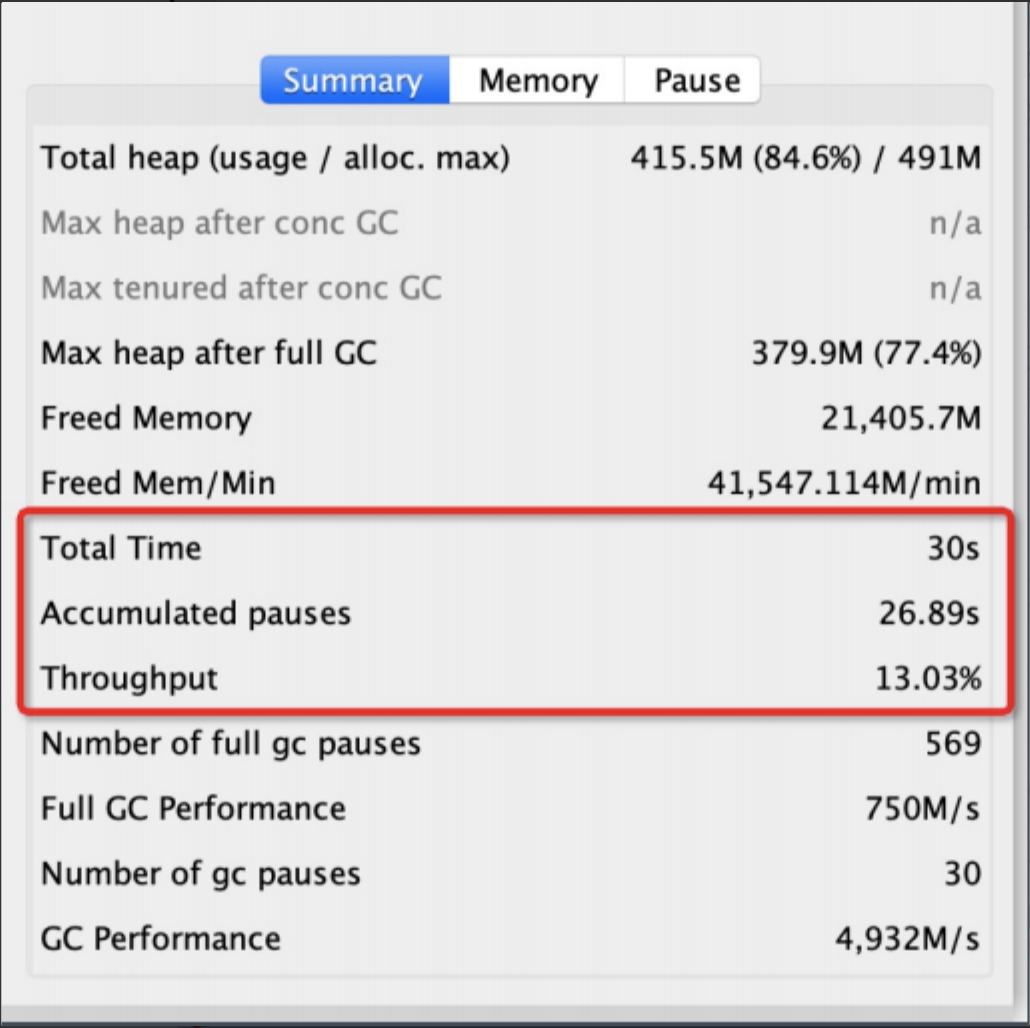 Summary Memory Pause
Total heap (usage / alloc. max) 415.5M (84.6%) / 491M
Max heap after conc GC n/a
Max tenured after conc GC n/a
Max heap after full GC 379.9M (77.4%)
Freed Memory 21,405.7M
Freed Mem/Min 41,547.114M/min
Total Time 30s
Accumulated pauses 26.89s
Throughput 13.03%
Number of full gc pauses 569
Full GC Performance 750M/s
Number of gc pauses 30
GC Performance 4,932M/s